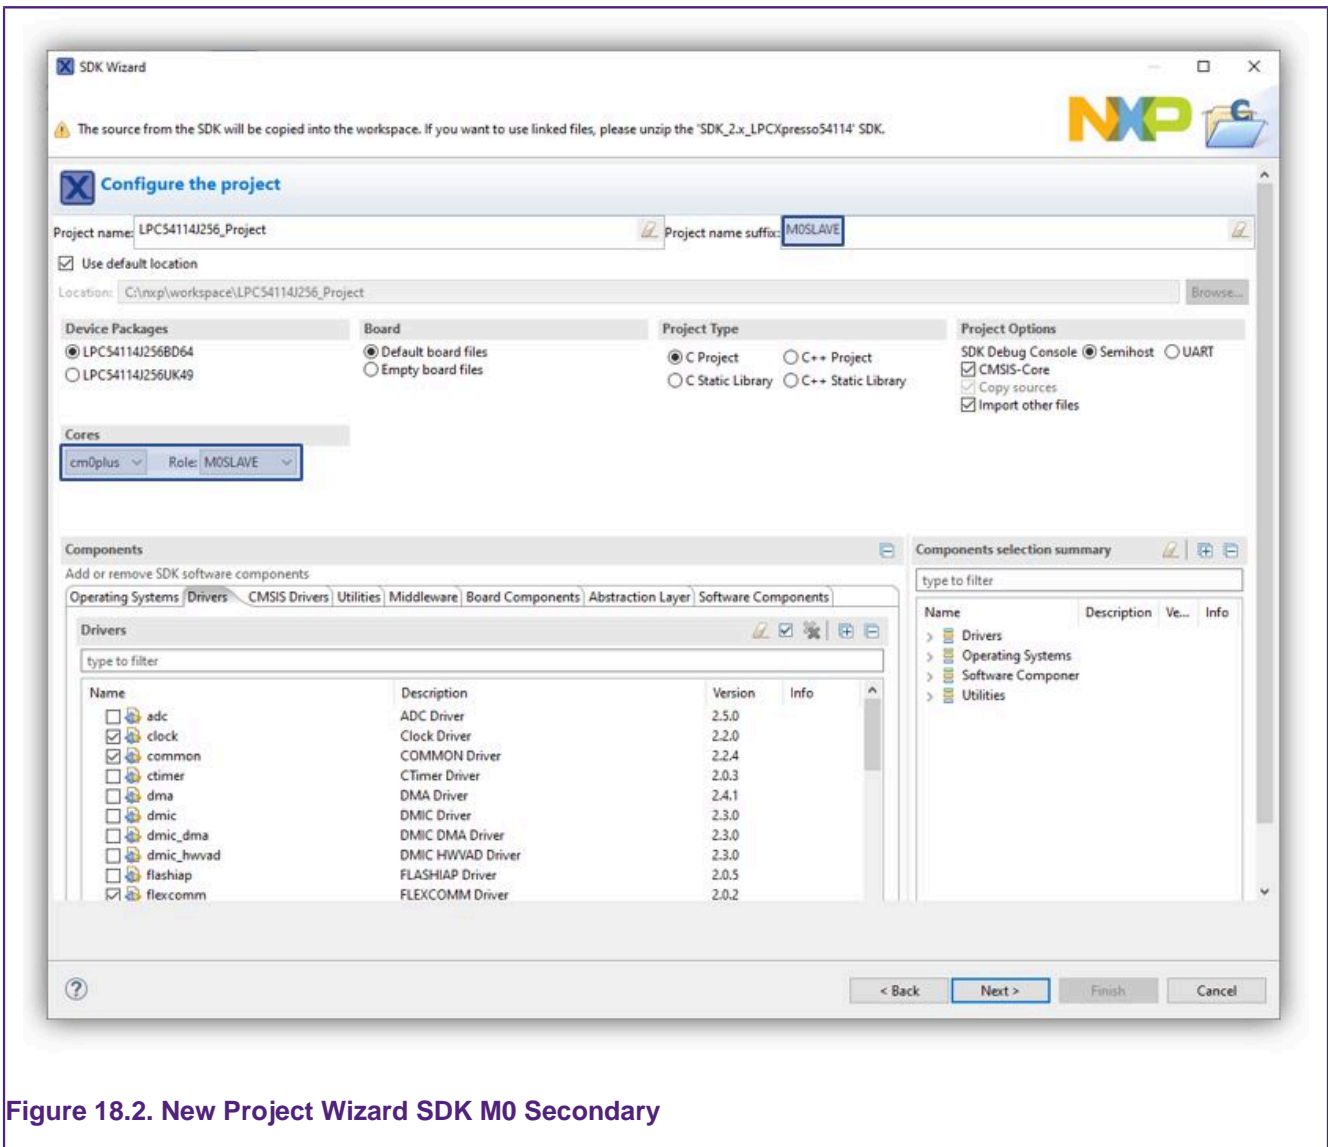 SDK Wizard
The source from the SDK will be copied into the workspace. If you want to use linked files, please unzip the 'SDK_2.x_LPCXpresso54114' SDK.
NXP
C
Configure the project
Project name: LPC54114J256_Project Project name suffix: M0SLAVE
Use default location
Location: C:\nxp\workspace\LPC54114J256_Project Browse...
Device Packages Board Project Type Project Options
LPC54114J256BD64 Default board files C Project C++ Project SDK Debug Console Semihost UART
LPC54114J256UK49 Empty board files C Static Library C++ Static Library CMSIS-Core
Copy sources
Import other files
Cores
cm0plus Role: M0SLAVE
Components Components selection summary
Add or remove SDK software components type to filter
Operating Systems Drivers CMSIS Drivers Utilities Middleware Board Components Abstraction Layer Software Components
Name Description Ve... Info
Drivers Drivers
type to filter Operating Systems
Software Componer
Name Description Version Info Utilities
adc ADC Driver 2.5.0
clock Clock Driver 2.2.0
common COMMON Driver 2.2.4
ctimer CTimer Driver 2.0.3
dma DMA Driver 2.4.1
dmic DMIC Driver 2.3.0
dmic_dma DMIC DMA Driver 2.3.0
dmic_hwvad DMIC HWVAD Driver 2.3.0
flashiap FLASHIAP Driver 2.0.5
flexcomm FLEXCOMM Driver 2.0.2
? < Back Next > Finish Cancel
Figure 18.2. New Project Wizard SDK M0 Secondary